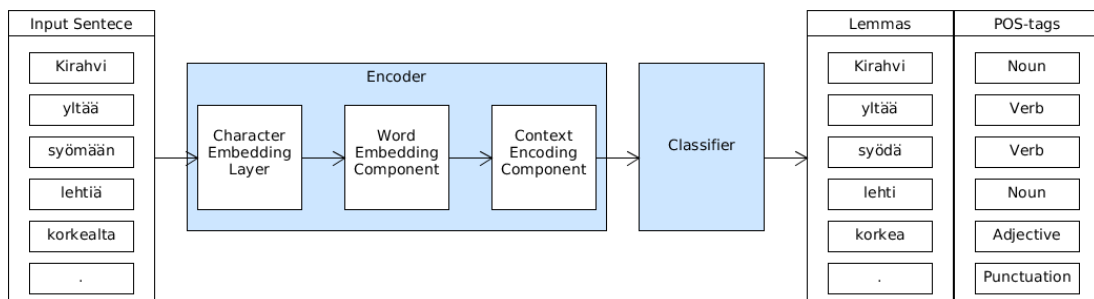 Input Sentece
Kirahvi
yltää
syömään
lehtiä
korkealta
.
Encoder
Character
Embedding
Layer
Word
Embedding
Component
Context
Encoding
Component
Classifier
Lemmas
Kirahvi
yltää
syödä
lehti
korkea
.
POS-tags
Noun
Verb
Verb
Noun
Adjective
Punctuation